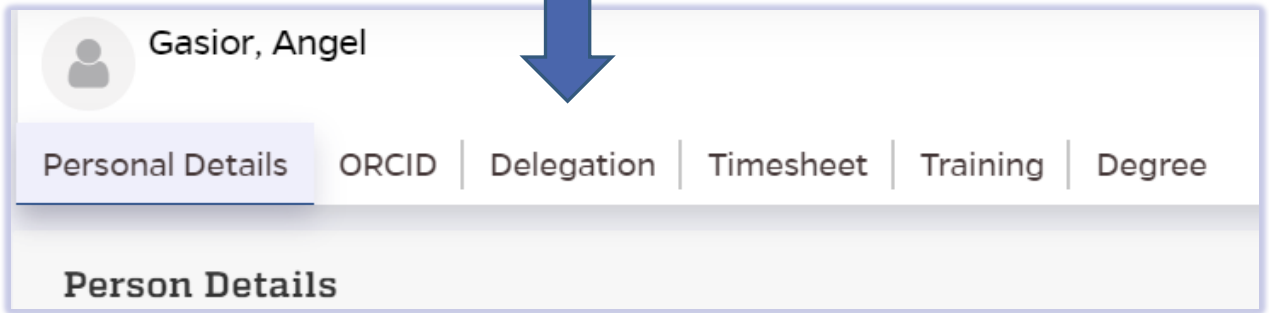 Gasior, Angel
Personal Details ORCID Delegation Timesheet Training Degree
Person Details